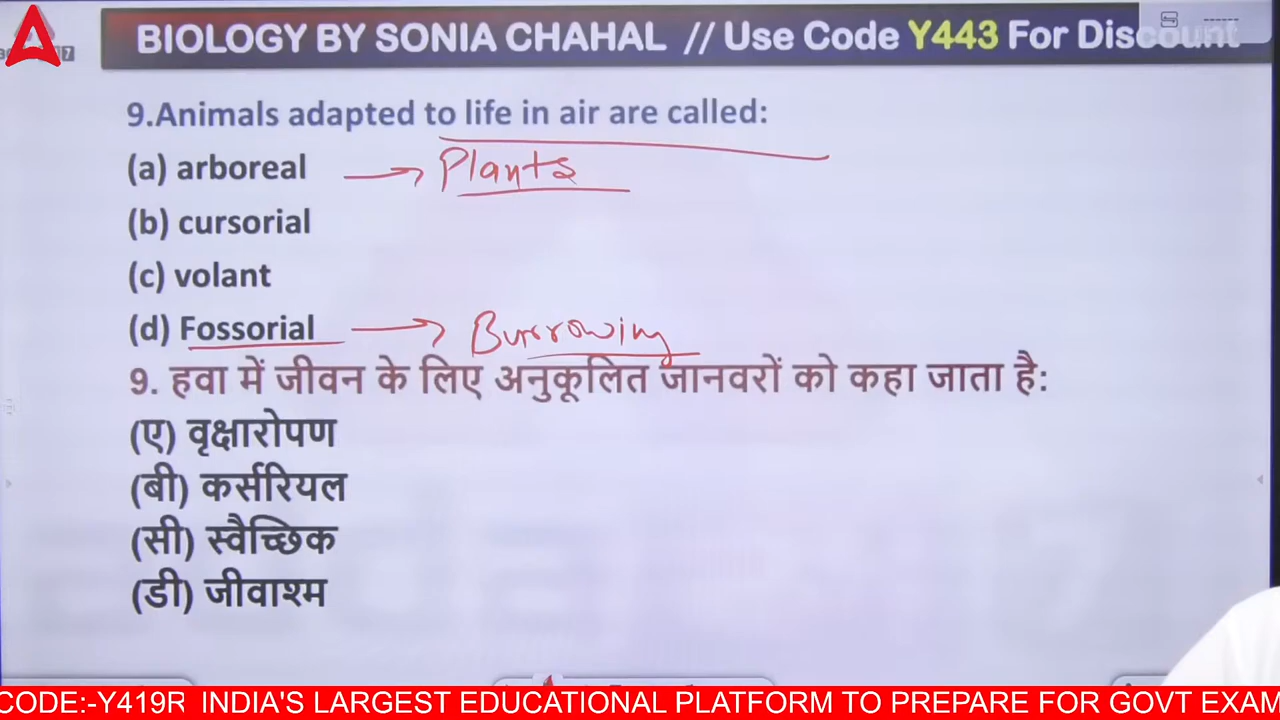 BIOLOGY BY SONIA CHAHAL // Use Code Y443 For Discount
9.Animals adapted to life in air are called:
(a) arboreal → Plants
(b) cursorial
(c) volant
(d) Fossorial → Burrowing
9. हवा में जीवन के लिए अनुकूलित जानवरों को कहा जाता है:
(ए) वृक्षारोपण
(बी) कर्सरियल
(सी) स्वैच्छिक
(डी) जीवाश्म
CODE:-Y419R INDIA'S LARGEST EDUCATIONAL PLATFORM TO PREPARE FOR GOVT EXAM